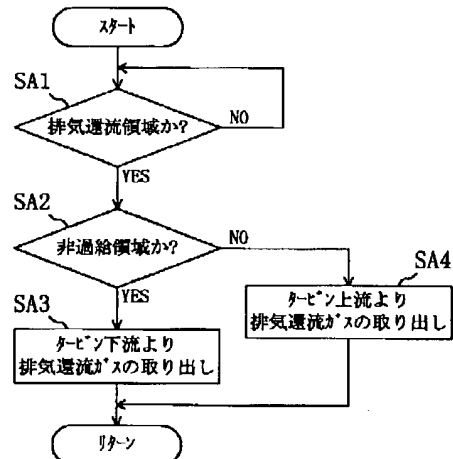 スタート
SA1
排気還流領域か?
NO
YES
SA2
非過給領域か?
NO
YES
SA4
タービン上流より
排気還流ガスの取り出し
SA3
タービン下流より
排気還流ガスの取り出し
リターン